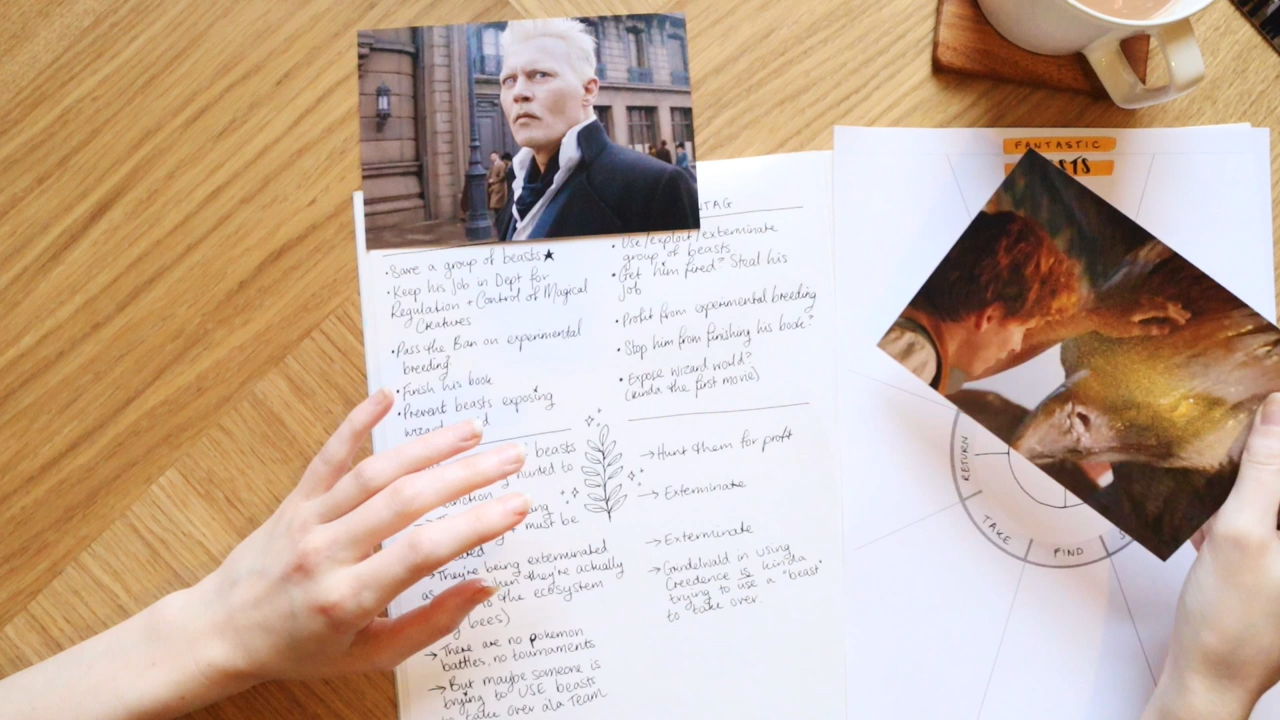 NTAG
• Save a group of beasts ★
• Keep his job in Dept for
Regulation + Control of Magical
Creatures
• Pass the Ban on experimental
breeding?
• Finish his book
• Prevent beasts exposing
wizard
• Use/exploit/exterminate
group of beasts
• Get him fired? Steal his
job
• Profit from experimental breeding
• Stop him from finishing his book?
• Expose wizard world?
(kinda the first movie)
beasts
hunted to
must be
→ They're being exterminated
as when they're actually
to the ecosystem
bees)
→ There are no pokemon
battles, no tournaments
→ But maybe someone is
trying to USE beasts
to take over ala Team
→ Hunt them for profit
→ Exterminate
→ Exterminate
→ Grindelwald in using
Creedence is kinda
trying to use a "beast"
to take over.
FANTASTIC
STS
RETURN
TAKE
FIND